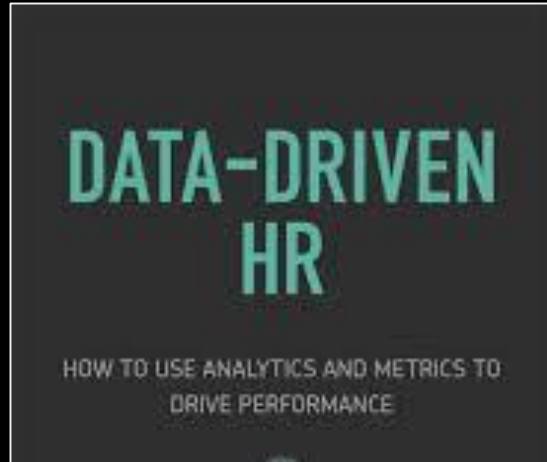 DATA-DRIVEN
HR
HOW TO USE ANALYTICS AND METRICS TO
DRIVE PERFORMANCE